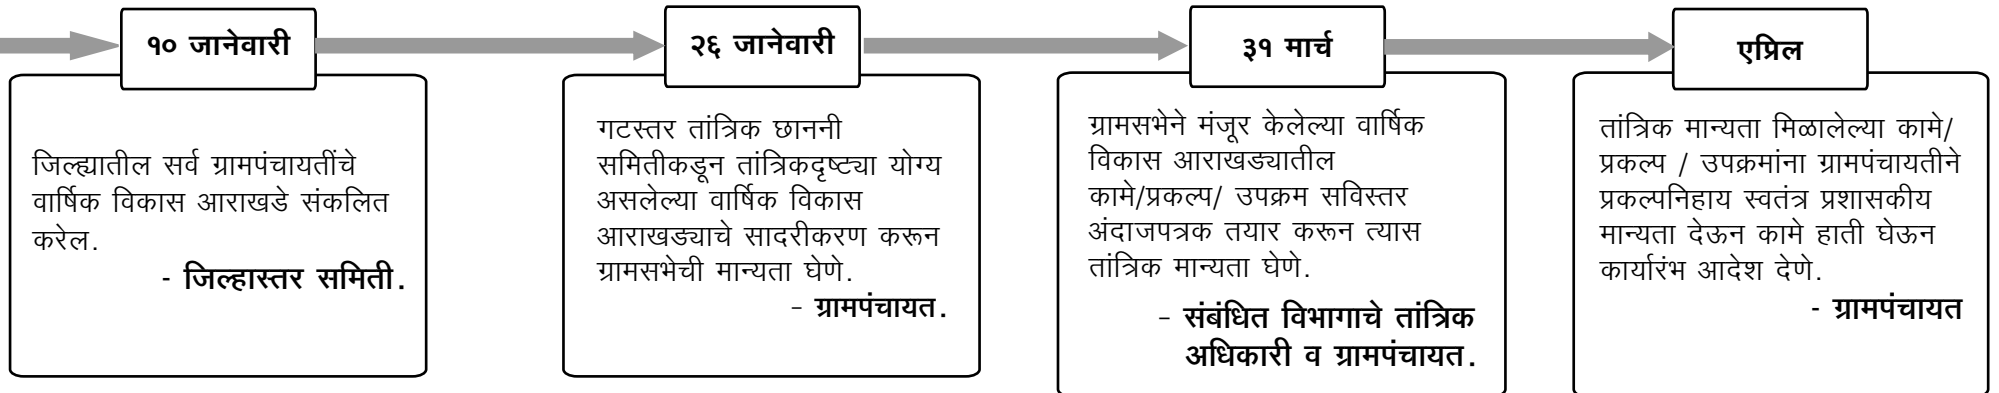 १० जानेवारी
जिल्ह्यातील सर्व ग्रामपंचायतींचे
वार्षिक विकास आराखडे संकलित
करेल.
- जिल्हास्तर समिती.
२६ जानेवारी
गटस्तर तांत्रिक छाननी
समितीकडून तांत्रिकदृष्ट्या योग्य
असलेल्या वार्षिक विकास
आराखड्याचे सादरीकरण करून
ग्रामसभेची मान्यता घेणे.
- ग्रामपंचायत.
३१ मार्च
ग्रामसभेने मंजूर केलेल्या वार्षिक
विकास आराखड्यातील
कामे/प्रकल्प/ उपक्रम सविस्तर
अंदाजपत्रक तयार करून त्यास
तांत्रिक मान्यता घेणे.
- संबंधित विभागाचे तांत्रिक
अधिकारी व ग्रामपंचायत.
एप्रिल
तांत्रिक मान्यता मिळालेल्या कामे/
प्रकल्प / उपक्रमांना ग्रामपंचायतीने
प्रकल्पनिहाय स्वतंत्र प्रशासकीय
मान्यता देऊन कामे हाती घेऊन
कार्यारंभ आदेश देणे.
- ग्रामपंचायत